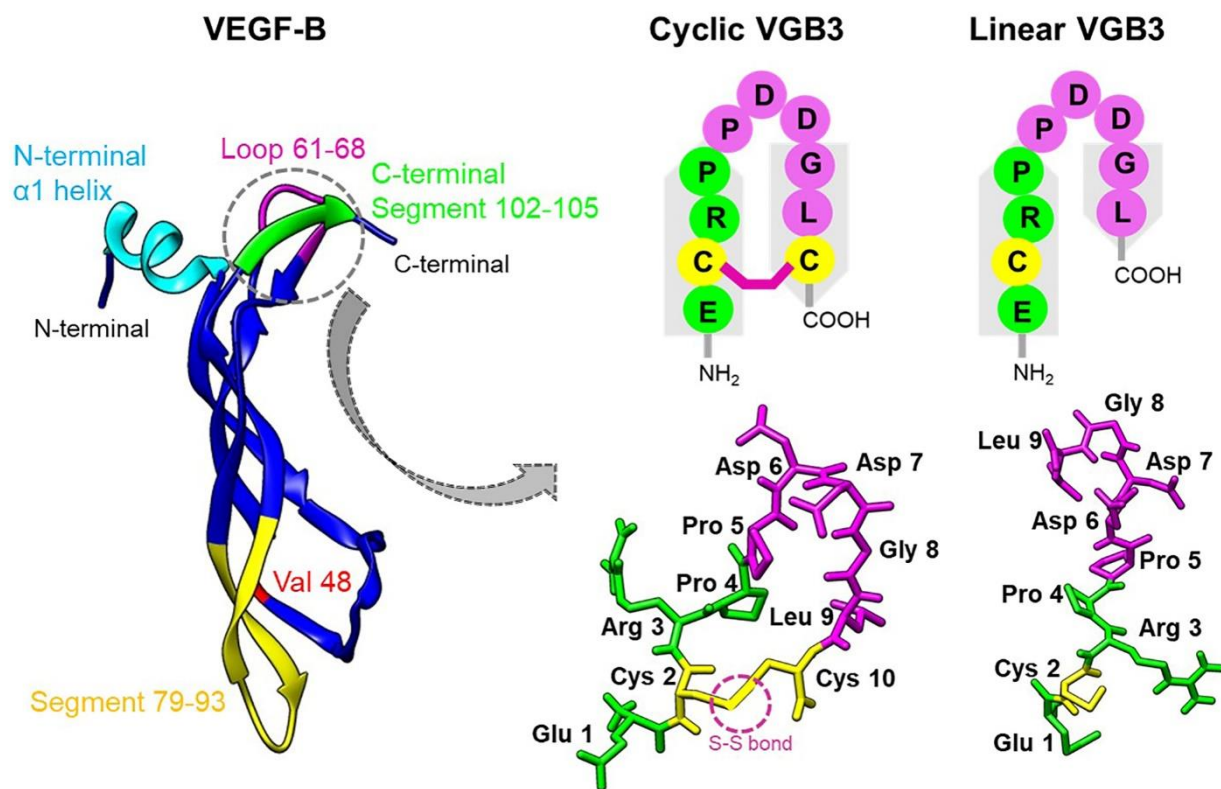 VEGF-B
N-terminal
α1 helix
Loop 61-68
C-terminal
Segment 102-105
C-terminal
N-terminal
Val 48
Segment 79-93
Cyclic VGB3
D
P
D
P
G
R
L
C
C
E
COOH
NH2
Asp 6
Asp 7
Pro 5
Gly 8
Pro 4
Leu 9
Arg 3
Cys 2
Cys 10
Glu 1
S-S bond
Linear VGB3
D
P
D
P
G
R
L
C
COOH
E
NH2
Gly 8
Leu 9
Asp 7
Asp 6
Pro 5
Pro 4
Arg 3
Cys 2
Glu 1